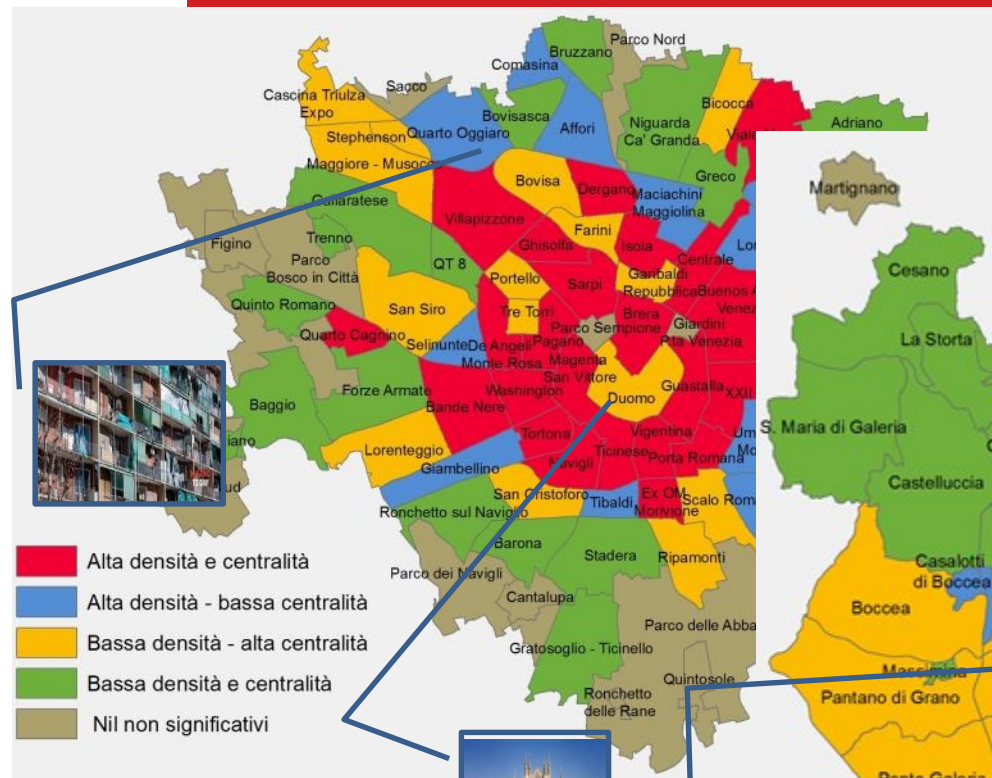 Parco Nord
Bruzzano
Comasina
Sacco
Cascina Triulza
Expo
Bovisasca
Bicocca
Stephenson
Quarto Oggiaro
Affori
Niguarda
Ca' Granda
Adriano
Maggiore - Musoco
Bovisa
Greco
Dergano
Maciachini
Maggiolina
Martignano
Gallaratese
Villapizzone
Farini
Figino
Trenno
Ghisolfa
Isola
Centrale
Parco
Bosco in Città
QT 8
Portello
Sarpi
Garibaldi
Repubblica
Buenos
Cesano
Quinto Romano
San Siro
Tre Torri
Brera
Parco Sempione
Giardini
Pta Venezia
La Storta
Quarto Cagnino
Selinunte
De Angeli
Monte Rosa
Pagano
Magenta
San Vittore
Forze Armate
Washington
Guastalla
XXII
Baggio
Bande Nere
Duomo
S. Maria di Galeria
Lorenteggio
Tortona
Vigentina
Giambellino
Navigli
Ticinese
Porta Romana
Castelluccia
San Cristoforo
Tibaldi
Ex OM
Morivione
Ronchetto sul Naviglio
Barona
Stadera
Ripamonti
Casalotti
di Boccea
Parco dei Navigli
Cantalupa
Boccea
Gratosoglio - Ticinello
Massimina
Pantano di Grano
Ronchetto
delle Rane
Quintosole
Alta densità e centralità
Alta densità - bassa centralità
Bassa densità - alta centralità
Bassa densità e centralità
Nil non significativi